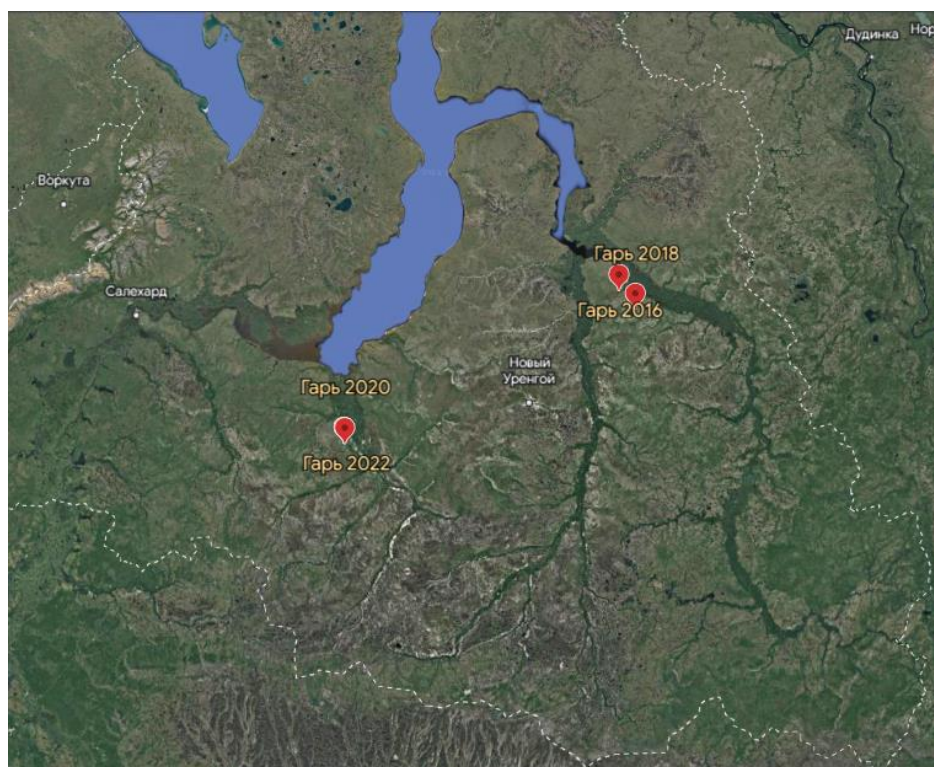 Дудинка
Нор
Воркута
Гарь 2018
Салехард
Гарь 2016
Новый
Уренгой
Гарь 2020
Гарь 2022